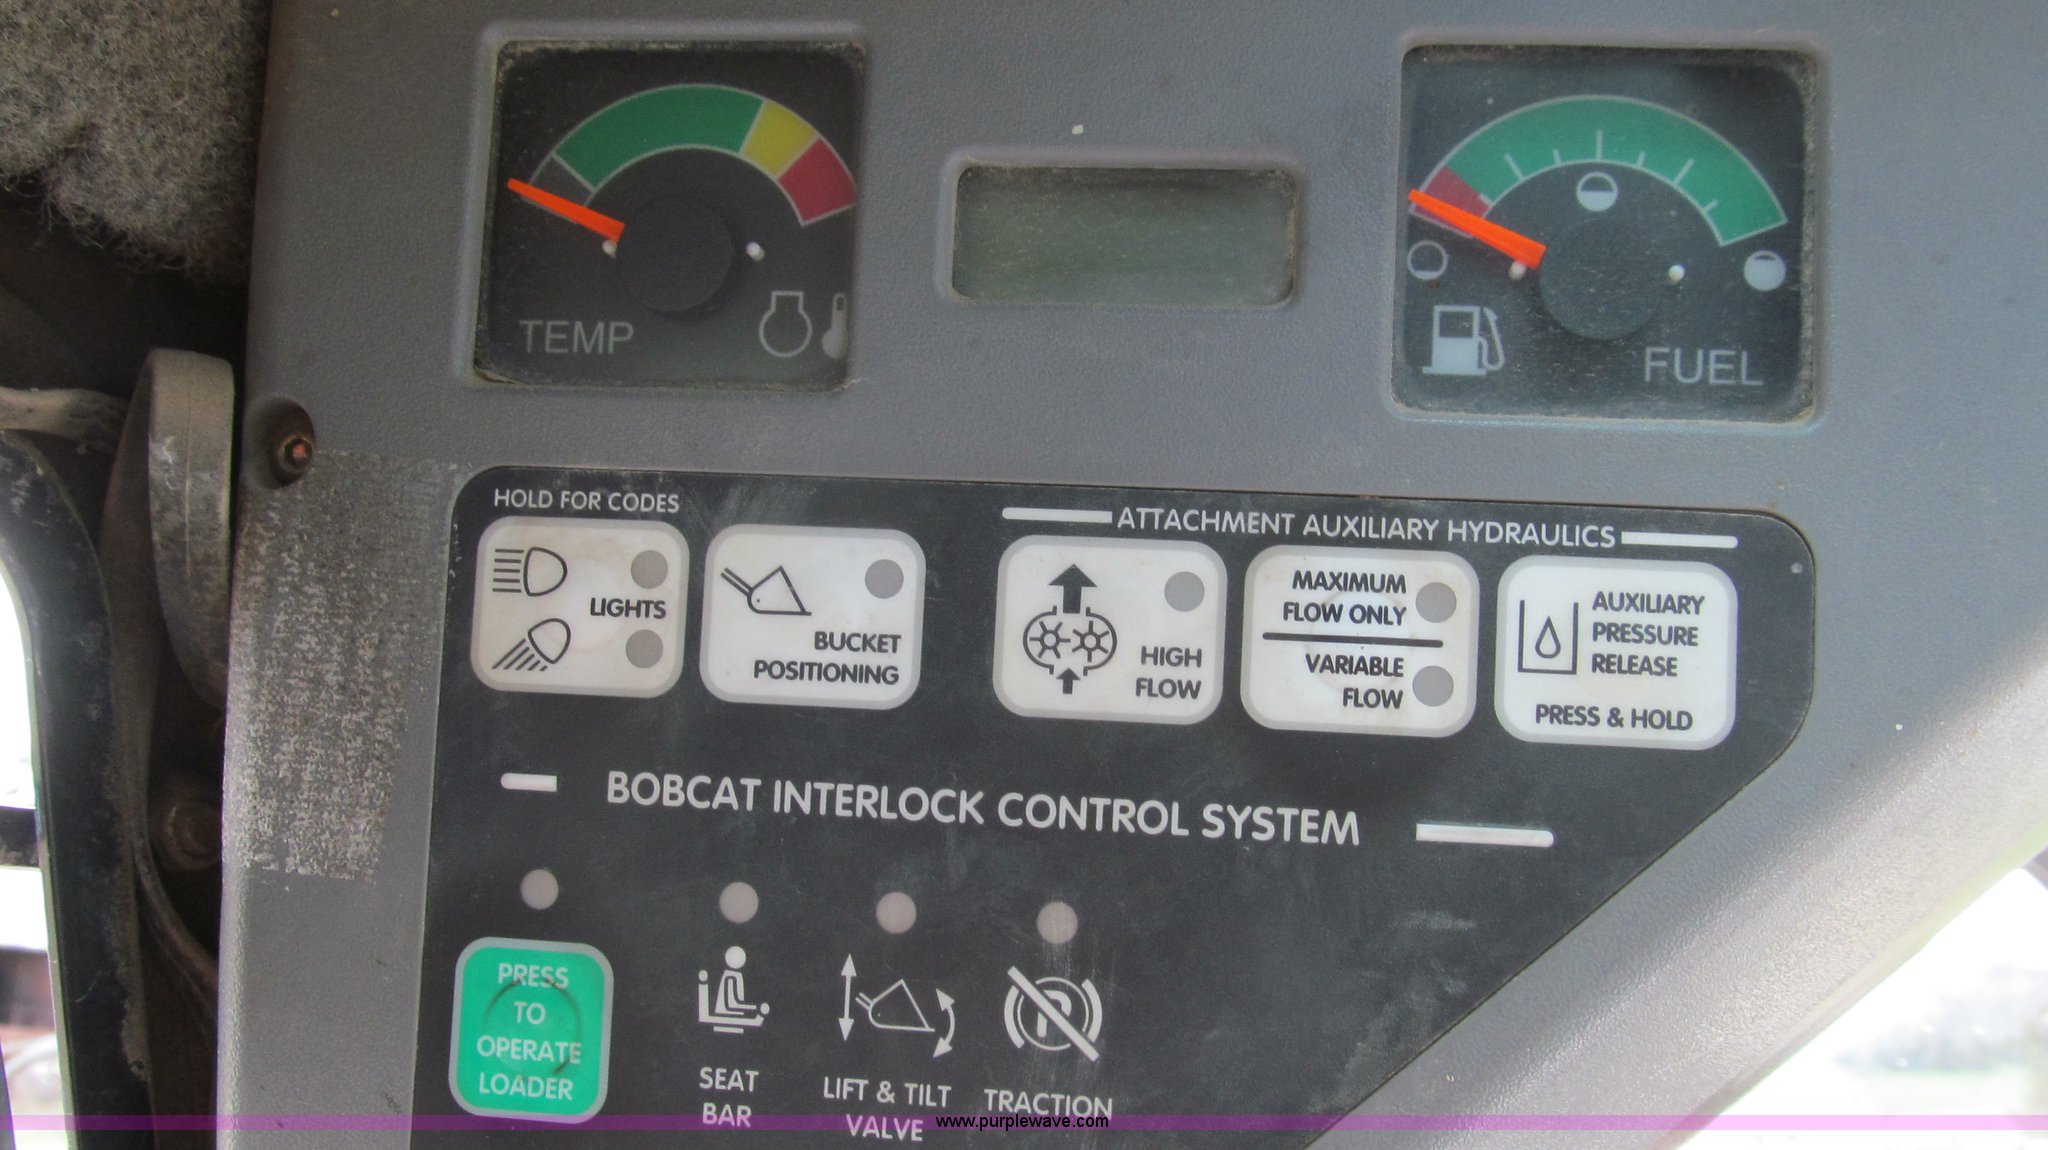 TEMP
FUEL
HOLD FOR CODES
ATTACHMENT AUXILIARY HYDRAULICS
LIGHTS
BUCKET
POSITIONING
HIGH
FLOW
MAXIMUM
FLOW ONLY
VARIABLE
FLOW
AUXILIARY
PRESSURE
RELEASE
PRESS & HOLD
BOBCAT INTERLOCK CONTROL SYSTEM
PRESS
TO
OPERATE
LOADER
SEAT
BAR
LIFT & TILT
VALVE
P
TRACTION
www.purplewave.com